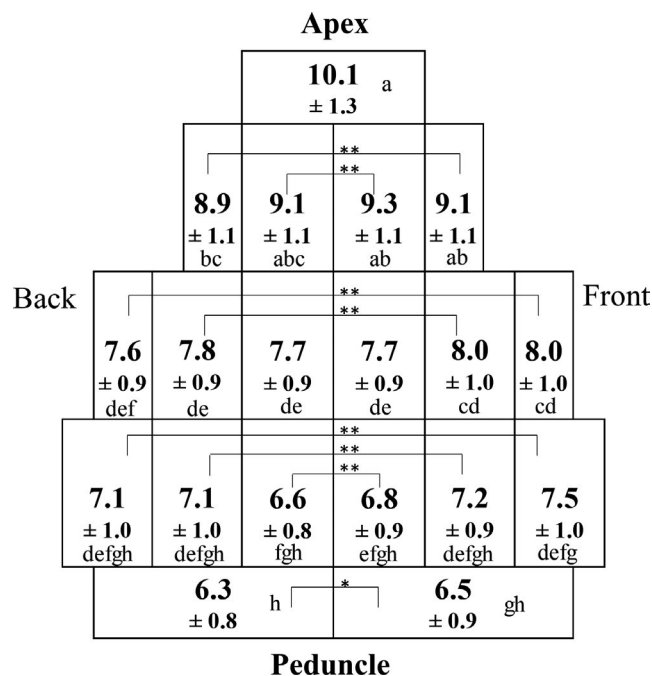 Apex
10.1 a
± 1.3
**
**
8.9 9.1 9.3 9.1
± 1.1 ± 1.1 ± 1.1 ± 1.1
bc abc ab ab
Back Front
**
**
7.6 7.8 7.7 7.7 8.0 8.0
± 0.9 ± 0.9 ± 0.9 ± 0.9 ± 1.0 ± 1.0
def de de de cd cd
**
**
**
7.1 7.1 6.6 6.8 7.2 7.5
± 1.0 ± 1.0 ± 0.8 ± 0.9 ± 0.9 ± 1.0
defgh defgh fgh efgh defgh defg
6.3 h * 6.5 gh
± 0.8 ± 0.9
Peduncle